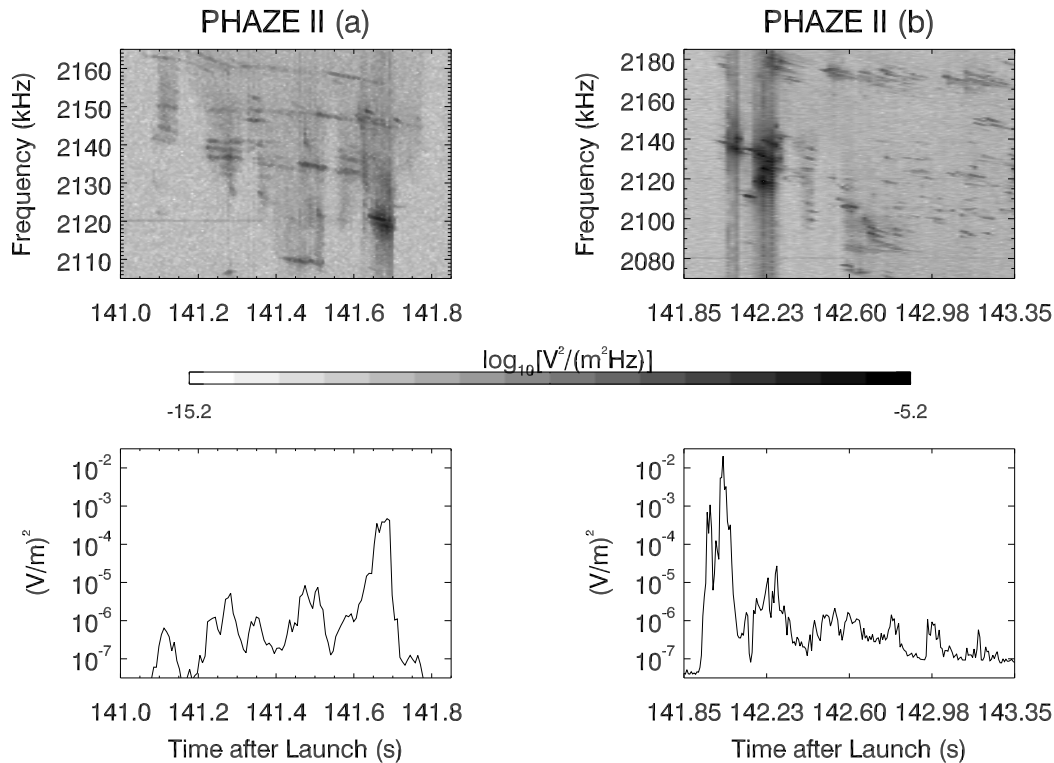 PHAZE II (a)
PHAZE II (b)
Frequency (kHz)
2160
2150
2140
2130
2120
2110
141.0 141.2 141.4 141.6 141.8
Frequency (kHz)
2180
2160
2140
2120
2100
2080
141.85 142.23 142.60 142.98 143.35
log₁₀[V²/(m²Hz)]
-15.2 -5.2
(V/m)²
10⁻²
10⁻³
10⁻⁴
10⁻⁵
10⁻⁶
10⁻⁷
141.0 141.2 141.4 141.6 141.8
Time after Launch (s)
(V/m)²
10⁻²
10⁻³
10⁻⁴
10⁻⁵
10⁻⁶
10⁻⁷
141.85 142.23 142.60 142.98 143.35
Time after Launch (s)